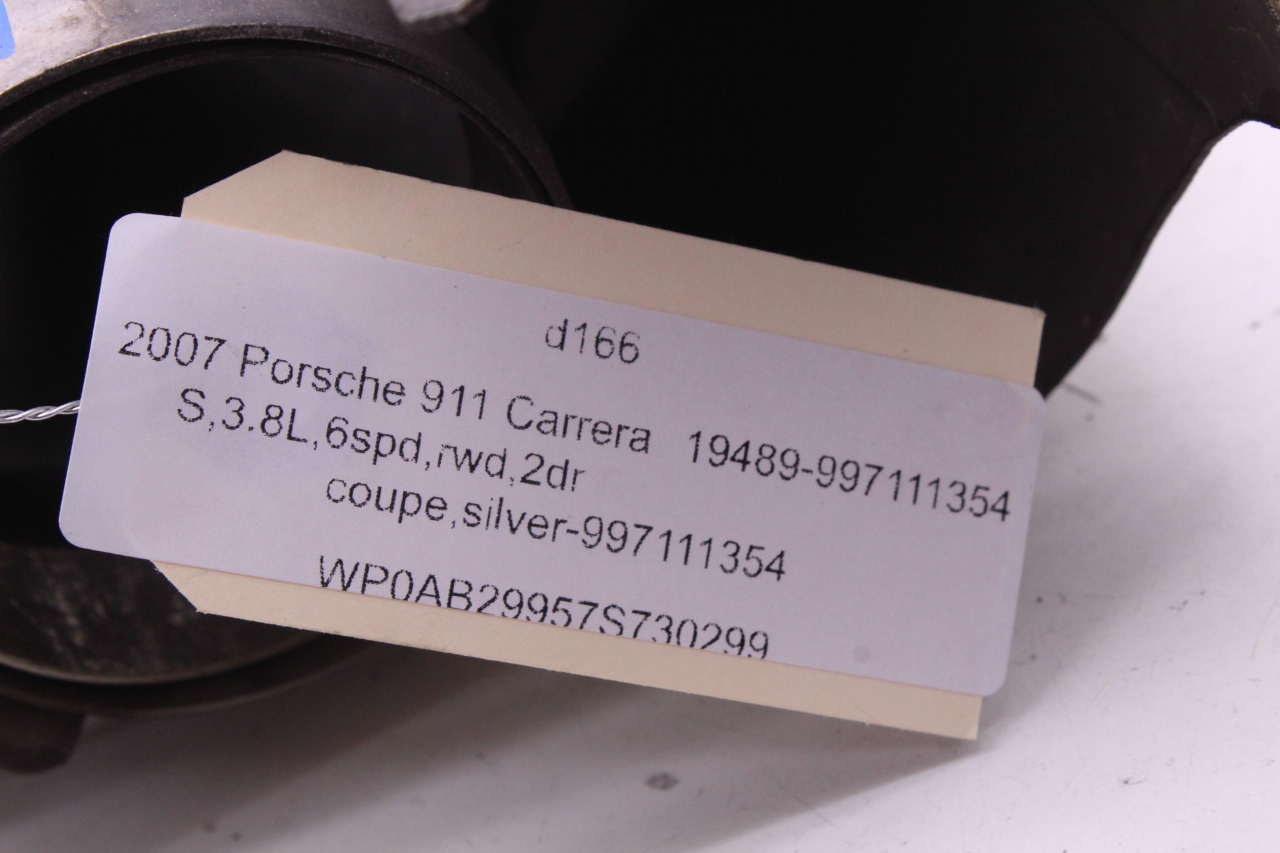 d166
2007 Porsche 911 Carrera 19489-997111354
S,3.8L,6spd,rwd,2dr
coupe,silver-997111354
WP0AB29957S730299